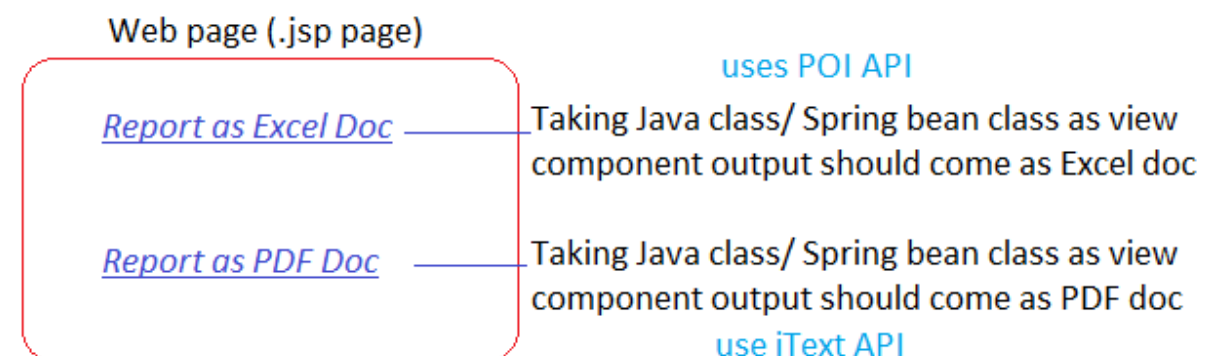 Web page (.jsp page)
uses POI API
Report as Excel Doc
Taking Java class/ Spring bean class as view
component output should come as Excel doc
Report as PDF Doc
Taking Java class/ Spring bean class as view
component output should come as PDF doc
use iText API